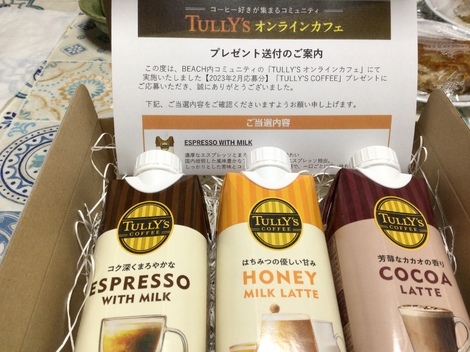 コーヒー好きが集まるコミュニティ
TULLY'S オンラインカフェ
プレゼント送付のご案内
この度は、BEACH内コミュニティの「TULLY'S オンラインカフェ」にて
実施いたしました【2023年2月応募分】「TULLY'S COFFEE」プレゼントに
ご応募いただき、誠にありがとうございました。
下記、ご当選内容をご確認くださいますようお願い申し上げます。
ご当選内容
ESPRESSO WITH MILK
TULLY'S
COFFEE
コク深くまろやかな
ESPRESSO
WITH MILK
TULLY'S
COFFEE
はちみつの優しい甘み
HONEY
MILK LATTE
TULLY'S
COFFEE
芳醇なカカオの香り
COCOA
LATTE